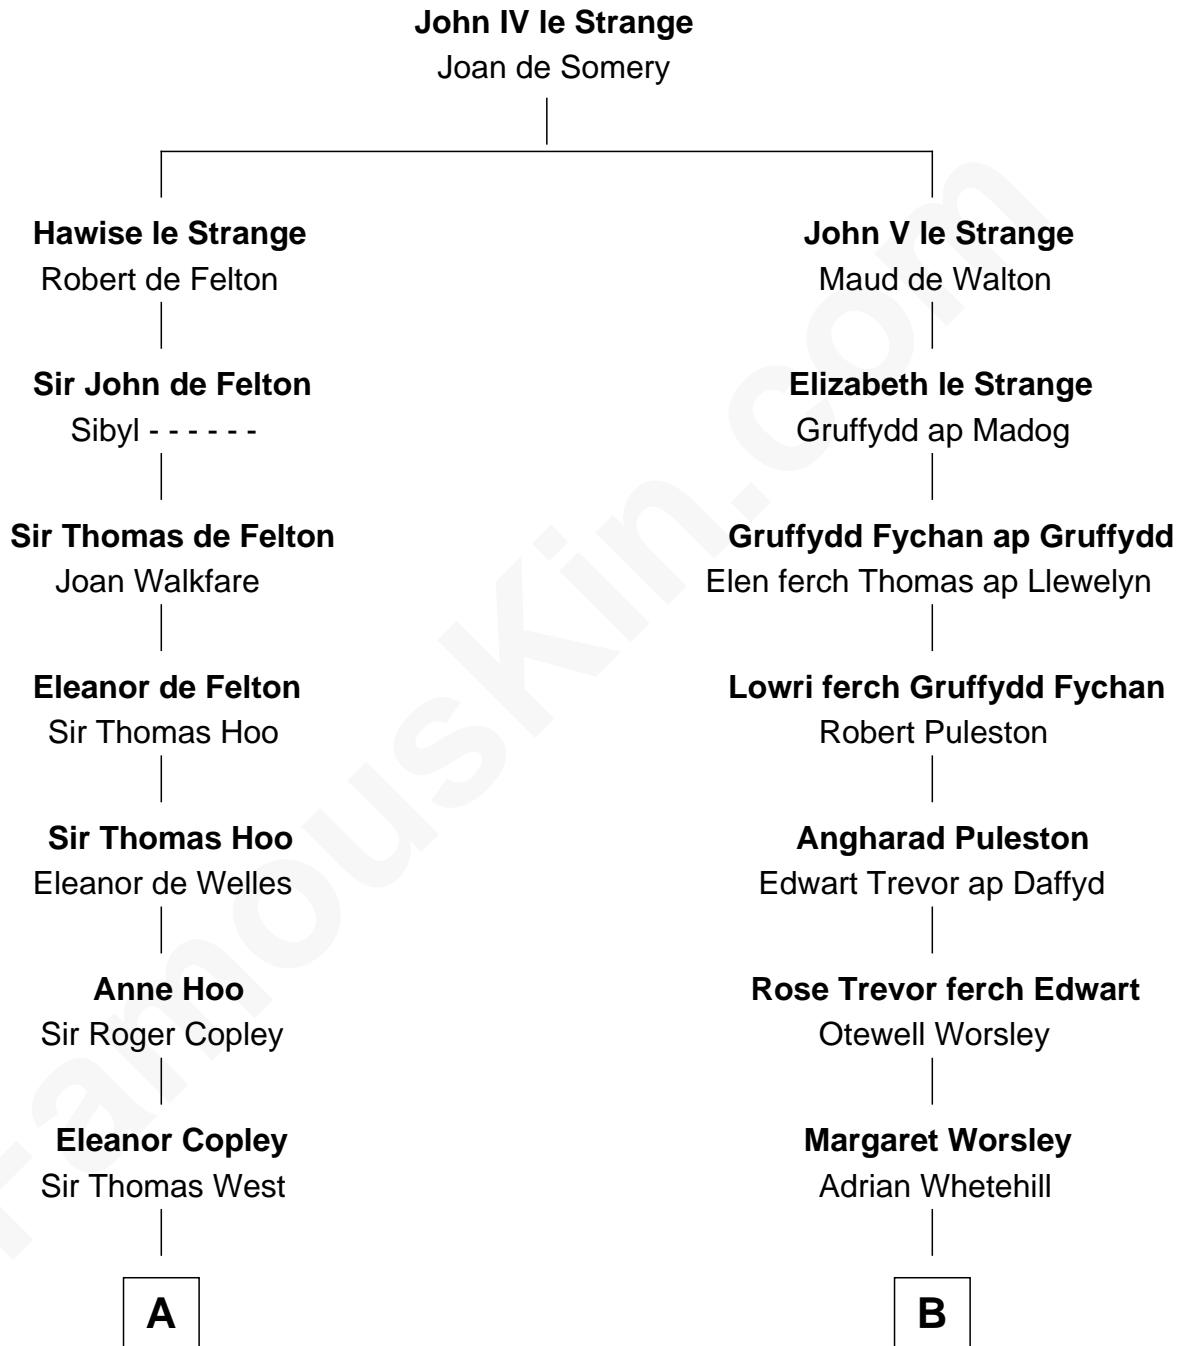 John IV le Strange
Joan de Somery
Hawise le Strange
Robert de Felton
Sir John de Felton
Sibyl - - - - - -
Sir Thomas de Felton
Joan Walkfare
Eleanor de Felton
Sir Thomas Hoo
Sir Thomas Hoo
Eleanor de Welles
Anne Hoo
Sir Roger Copley
Eleanor Copley
Sir Thomas West
A
John V le Strange
Maud de Walton
Elizabeth le Strange
Gruffydd ap Madog
Gruffydd Fychan ap Gruffydd
Elen ferch Thomas ap Llewelyn
Lowri ferch Gruffydd Fychan
Robert Puleston
Angharad Puleston
Edwart Trevor ap Daffyd
Rose Trevor ferch Edwart
Otewell Worsley
Margaret Worsley
Adrian Whetehill
B
FamousKin.com